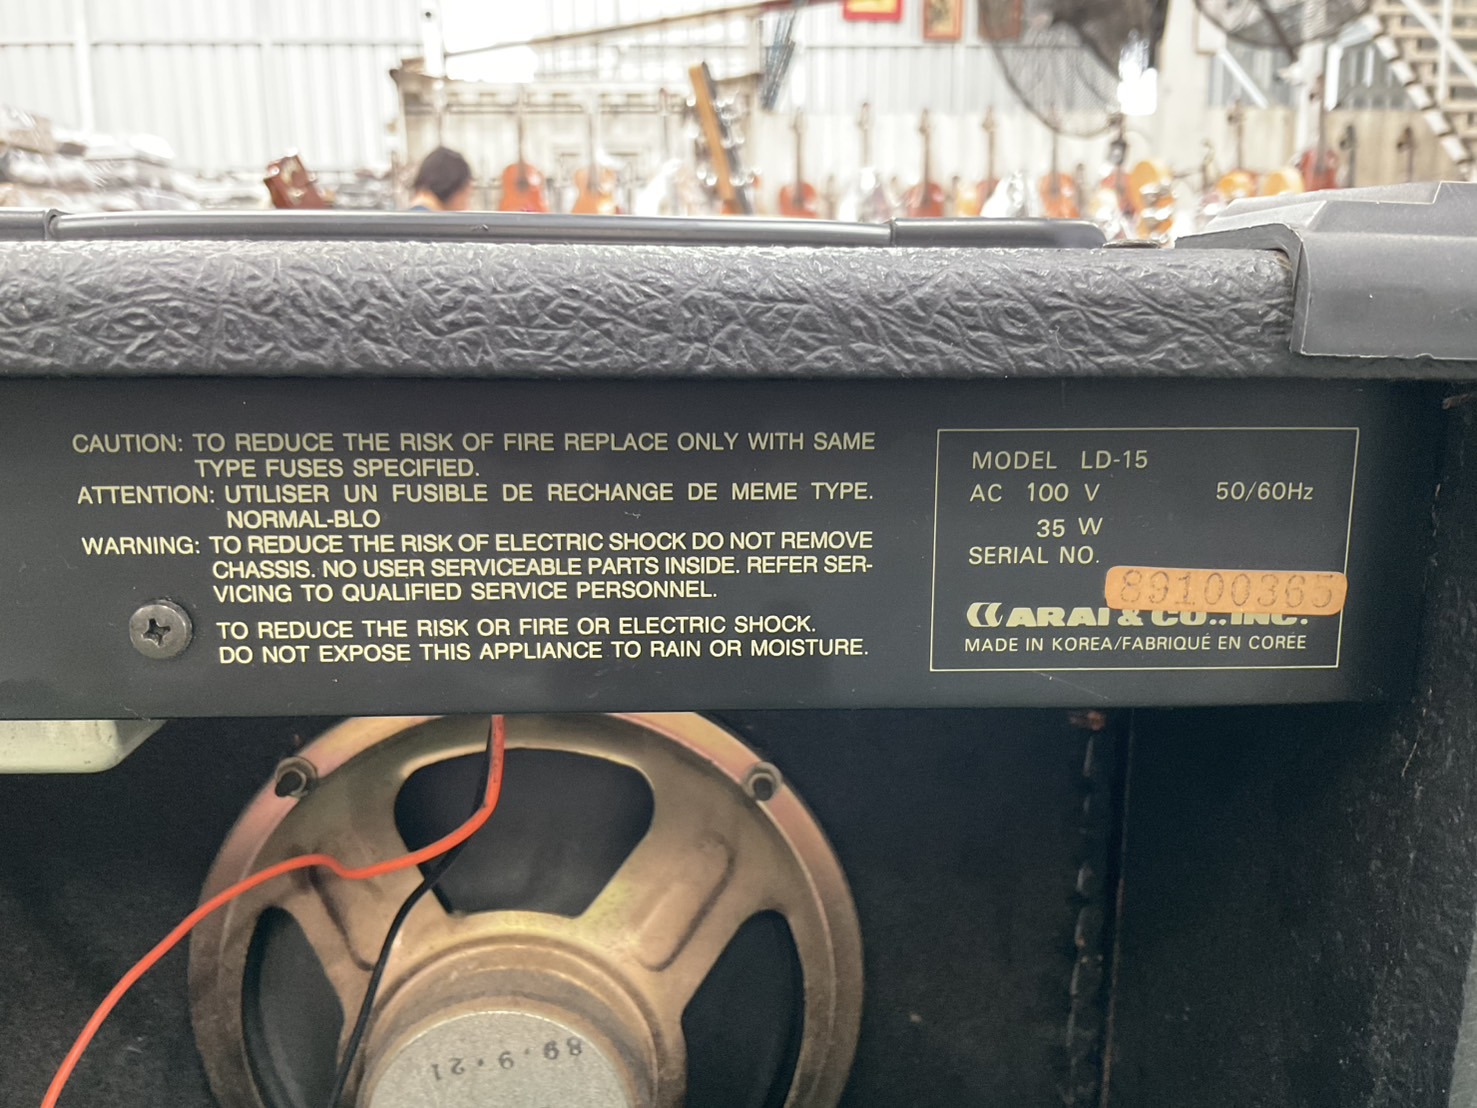 CAUTION: TO REDUCE THE RISK OF FIRE REPLACE ONLY WITH SAME
TYPE FUSES SPECIFIED.
ATTENTION: UTILISER UN FUSIBLE DE RECHANGE DE MEME TYPE.
NORMAL-BLO
WARNING: TO REDUCE THE RISK OF ELECTRIC SHOCK DO NOT REMOVE
CHASSIS. NO USER SERVICEABLE PARTS INSIDE. REFER SER-
VICING TO QUALIFIED SERVICE PERSONNEL.
TO REDUCE THE RISK OR FIRE OR ELECTRIC SHOCK.
DO NOT EXPOSE THIS APPLIANCE TO RAIN OR MOISTURE.
MODEL LD-15
AC 100 V 50/60Hz
35 W
SERIAL NO.
89100365
ARAI & CO., INC.
MADE IN KOREA/FABRIQUÉ EN CORÉE
89.9.21